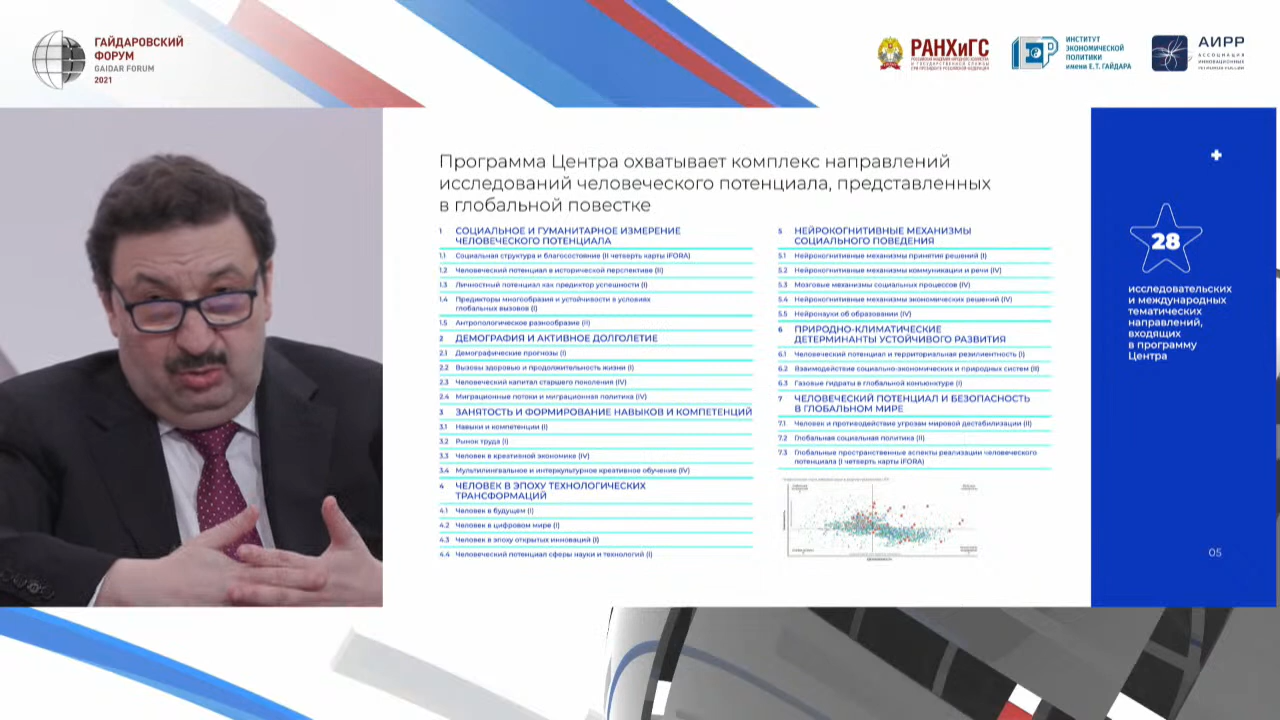 ГАЙДАРОВСКИЙ
ФОРУМ
GAIDAR FORUM
2021
РАНХиГС
ИНСТИТУТ
ЭКОНОМИЧЕСКОЙ
ПОЛИТИКИ
имени Е.Т. ГАЙДАРА
АИРР
Программа Центра охватывает комплекс направлений
исследований человеческого потенциала, представленных
в глобальной повестке
1 СОЦИАЛЬНОЕ И ГУМАНИТАРНОЕ ИЗМЕРЕНИЕ
ЧЕЛОВЕЧЕСКОГО ПОТЕНЦИАЛА
1.1 Социальная структура и благосостояние (II четверть карты iFORA)
1.2 Человеческий потенциал в исторической перспективе (II)
1.3 Личностный потенциал как предиктор успешности (I)
1.4 Предикторы многообразия и устойчивости в условиях
глобальных вызовов (I)
1.5 Антропологическое разнообразие (II)
2 ДЕМОГРАФИЯ И АКТИВНОЕ ДОЛГОЛЕТИЕ
2.1 Демографические прогнозы (I)
2.2 Вызовы здоровью и продолжительность жизни (I)
2.3 Человеческий капитал старшего поколения (IV)
2.4 Миграционные потоки и миграционная политика (IV)
3 ЗАНЯТОСТЬ И ФОРМИРОВАНИЕ НАВЫКОВ И КОМПЕТЕНЦИЙ
3.1 Навыки и компетенции (I)
3.2 Рынок труда (I)
3.3 Человек в креативной экономике (IV)
3.4 Мультилингвальное и интеркультурное креативное обучение (IV)
4 ЧЕЛОВЕК В ЭПОХУ ТЕХНОЛОГИЧЕСКИХ
ТРАНСФОРМАЦИЙ
4.1 Человек в будущем (I)
4.2 Человек в цифровом мире (I)
4.3 Человек в эпоху открытых инноваций (I)
4.4 Человеческий потенциал сферы науки и технологий (I)
5 НЕЙРОКОГНИТИВНЫЕ МЕХАНИЗМЫ
СОЦИАЛЬНОГО ПОВЕДЕНИЯ
5.1 Нейрокогнитивные механизмы принятия решений (I)
5.2 Нейрокогнитивные механизмы коммуникации и речи (IV)
5.3 Мозговые механизмы социальных процессов (IV)
5.4 Нейрокогнитивные механизмы экономических решений (IV)
5.5 Нейронауки об образовании (IV)
6 ПРИРОДНО-КЛИМАТИЧЕСКИЕ
ДЕТЕРМИНАНТЫ УСТОЙЧИВОГО РАЗВИТИЯ
6.1 Человеческий потенциал и территориальная резилиентность (I)
6.2 Взаимодействие социально-экономических и природных систем (II)
6.3 Газовые гидраты в глобальной конъюнктуре (I)
7 ЧЕЛОВЕЧЕСКИЙ ПОТЕНЦИАЛ И БЕЗОПАСНОСТЬ
В ГЛОБАЛЬНОМ МИРЕ
7.1 Человек и противодействие угрозам мировой дестабилизации (II)
7.2 Глобальная социальная политика (II)
7.3 Глобальные пространственные аспекты реализации человеческого
потенциала (I четверть карты iFORA)
28
исследовательских
и международных
тематических
направлений,
входящих
в программу
Центра
05